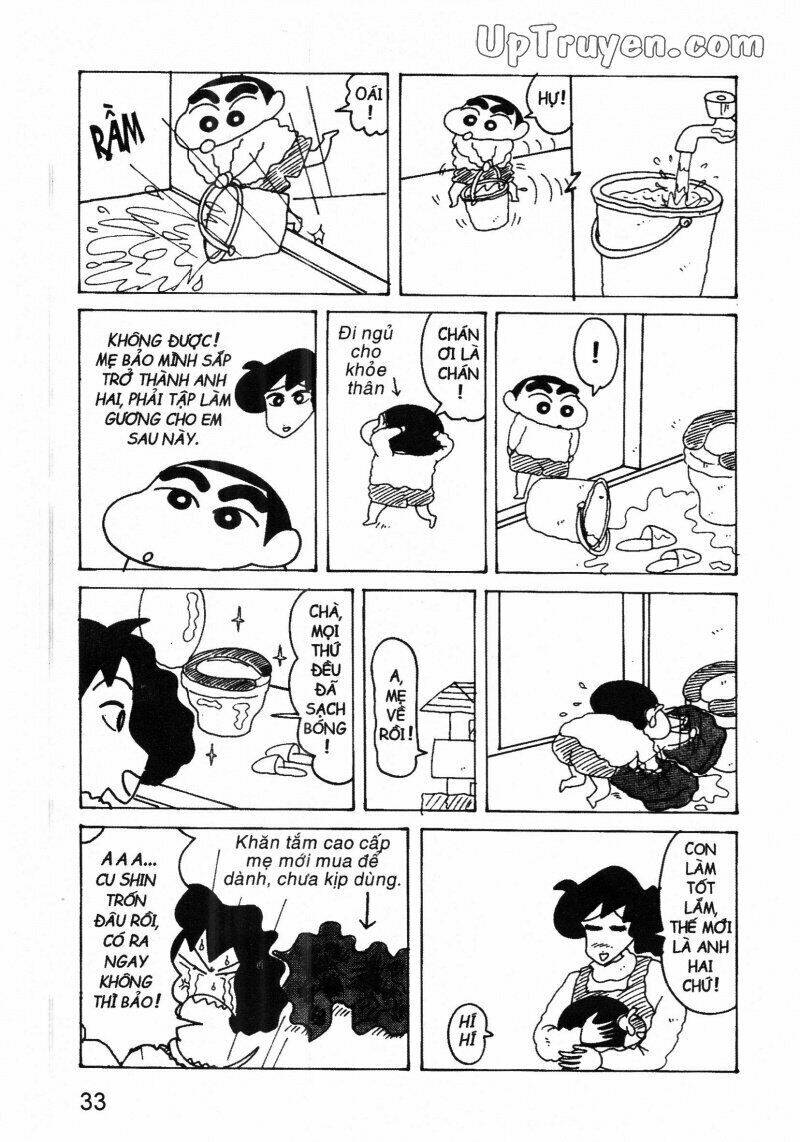 UpTruyen.com
HỰ!
OÁI
!
RẦM
!
CHÁN
ƠI LÀ
CHÁN
!
Đi ngủ
cho
khỏe
thân
KHÔNG ĐƯỢC!
MẸ BẢO MÌNH SẮP
TRỞ THÀNH ANH
HAI, PHẢI TẬP LÀM
GƯƠNG CHO EM
SAU NÀY.
A,
MẸ
VỀ
RỒI!
CHÀ,
MỌI
THỨ
ĐỀU
ĐÃ
SẠCH
BÓNG
!
CON
LÀM
TỐT
LẮM,
THẾ MỚI
LÀ ANH
HAI
CHỨ!
HÍ
HÍ
Khăn tắm cao cấp
mẹ mới mua để
dành, chưa kịp dùng.
A A A...
CU SHIN
TRỐN
ĐÂU RỒI,
CÓ RA
NGAY
KHÔNG
THÌ BẢO!
33